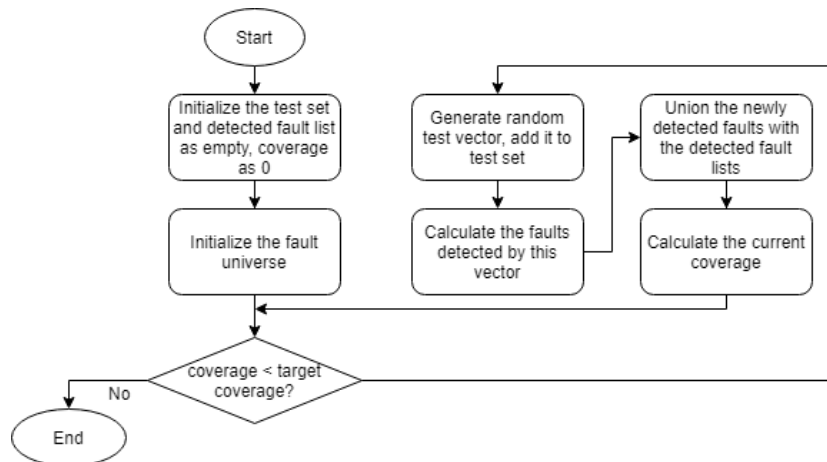 Start
Initialize the test set
and detected fault list
as empty, coverage
as 0
Initialize the fault
universe
Generate random
test vector, add it to
test set
Calculate the faults
detected by this
vector
Union the newly
detected faults with
the detected fault
lists
Calculate the current
coverage
coverage < target
coverage?
No
End